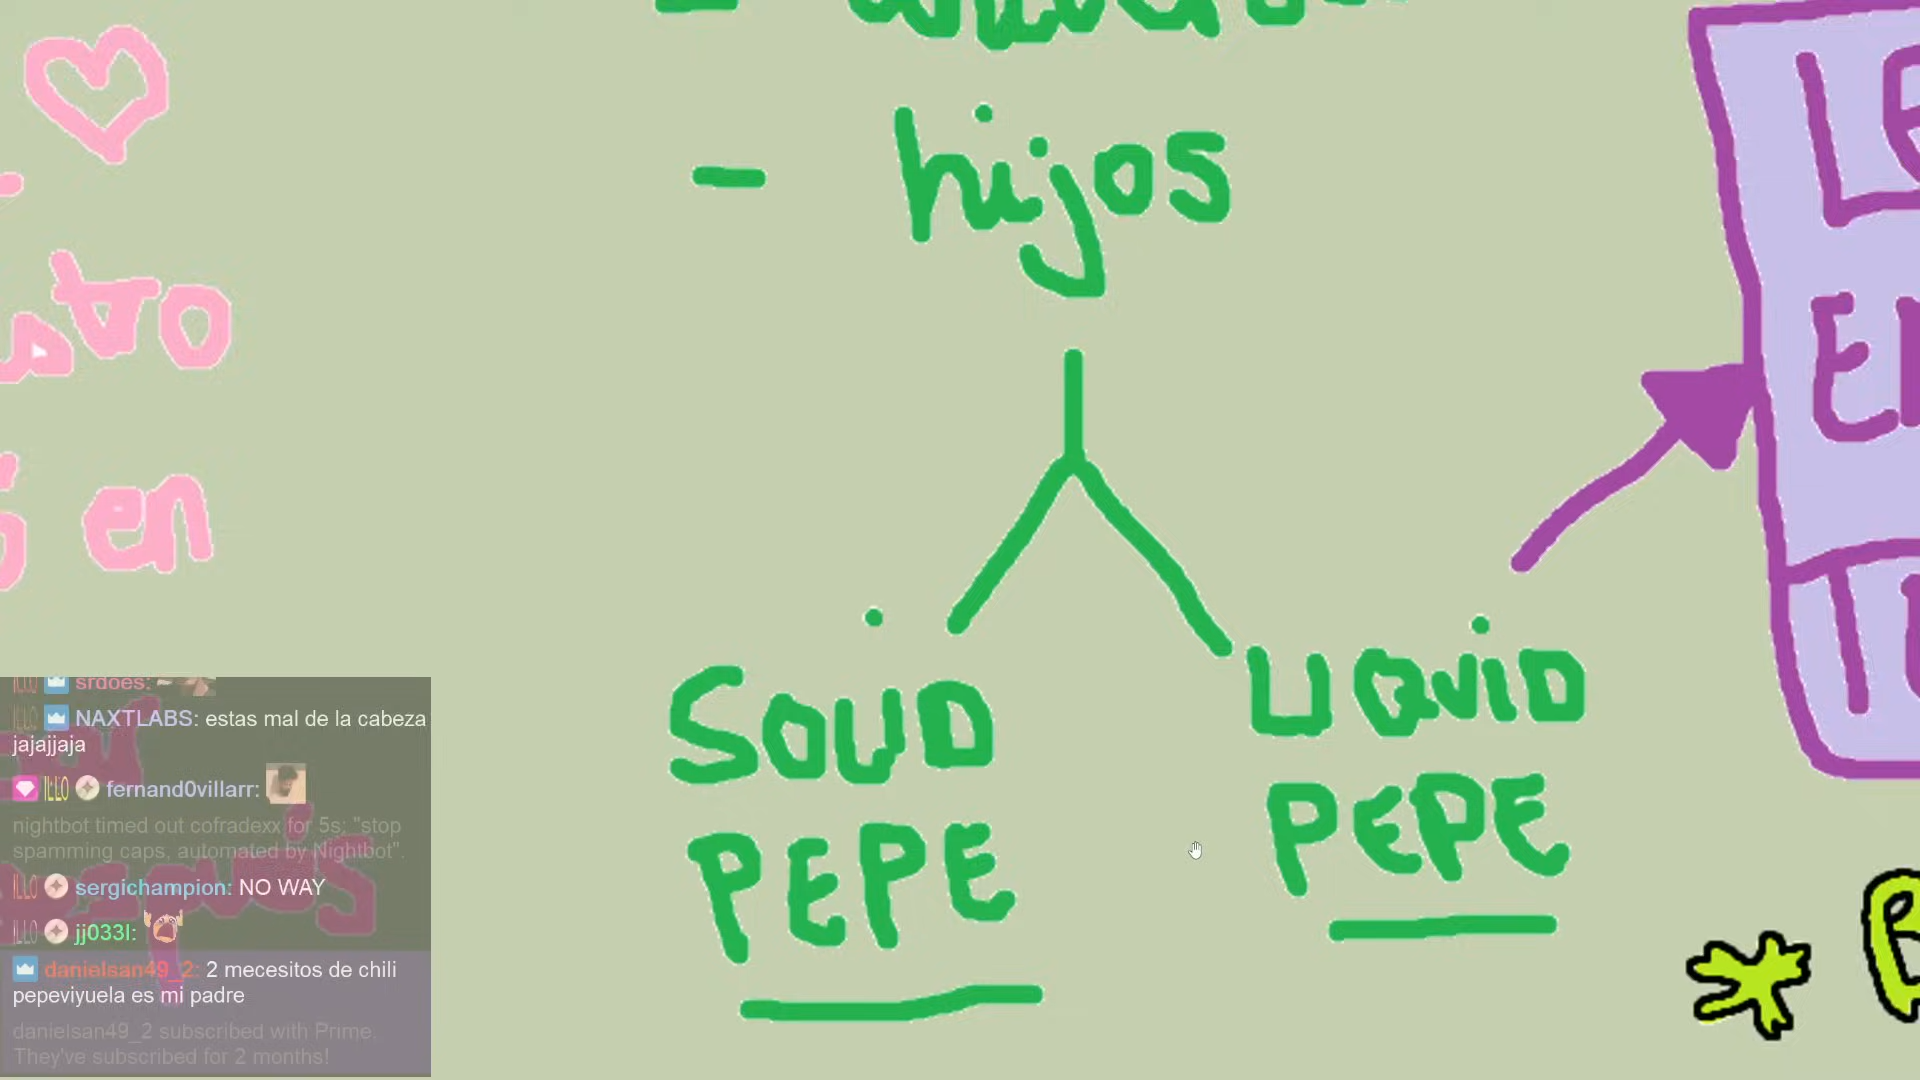 - hijos
SOLID
PEPE
LIQUID
PEPE
en
srdoes:
NAXTLABS: estas mal de la cabeza
jajajjaja
fernand0villarr:
nightbot timed out cofradexx for 5s: "stop
spamming caps, automated by Nightbot".
sergichampion: NO WAY
jj033l:
danielsan49_2: 2 mecesitos de chili
pepeviyuela es mi padre
danielsan49_2 subscribed with Prime.
They've subscribed for 2 months!